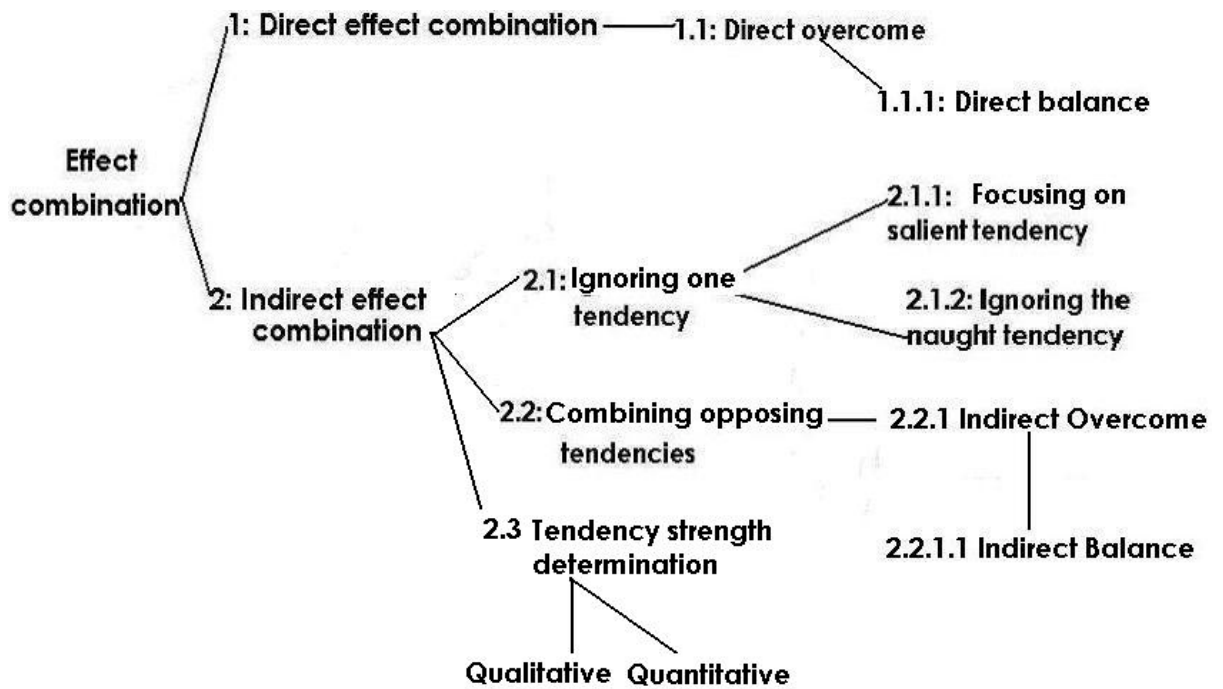 1: Direct effect combination
1.1: Direct overcome
1.1.1: Direct balance
Effect
combination
2: Indirect effect
combination
2.1: Ignoring one
tendency
2.1.1: Focusing on
salient tendency
2.1.2: Ignoring the
naught tendency
2.2: Combining opposing
tendencies
2.2.1 Indirect Overcome
2.2.1.1 Indirect Balance
2.3 Tendency strength
determination
Qualitative
Quantitative